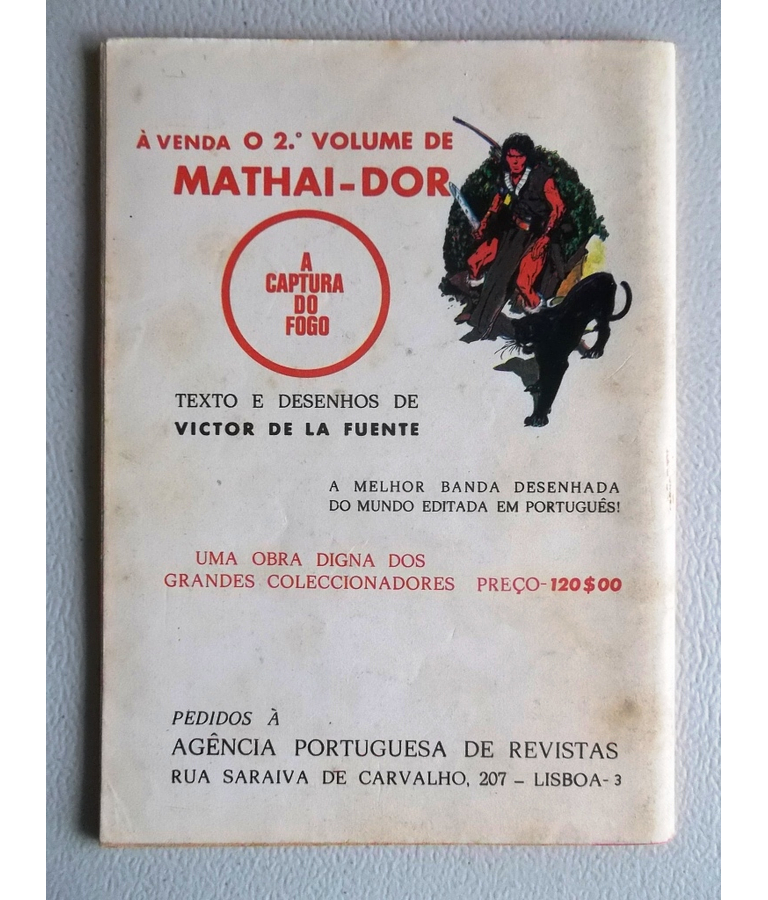 À VENDA O 2.º VOLUME DE
MATHAI-DOR
A
CAPTURA
DO
FOGO
TEXTO E DESENHOS DE
VICTOR DE LA FUENTE
A MELHOR BANDA DESENHADA
DO MUNDO EDITADA EM PORTUGUÊS!
UMA OBRA DIGNA DOS
GRANDES COLECCIONADORES PREÇO-120$00
PEDIDOS À
AGÊNCIA PORTUGUESA DE REVISTAS
RUA SARAIVA DE CARVALHO, 207 – LISBOA-3